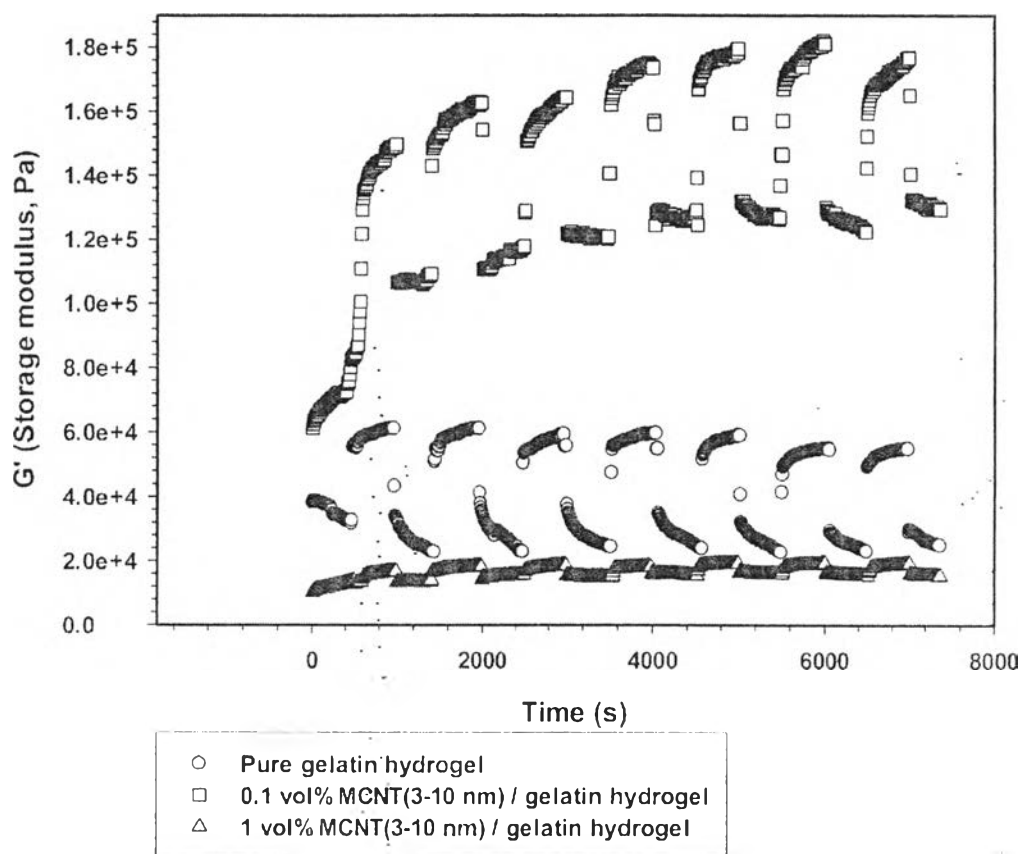 G' (Storage modulus, Pa)
1.8e+5
1.6e+5
1.4e+5
1.2e+5
1.0e+5
8.0e+4
6.0e+4
4.0e+4
2.0e+4
0.0
0 2000 4000 6000 8000
Time (s)
Pure gelatin hydrogel
0.1 vol% MCNT(3-10 nm) / gelatin hydrogel
1 vol% MCNT(3-10 nm) / gelatin hydrogel